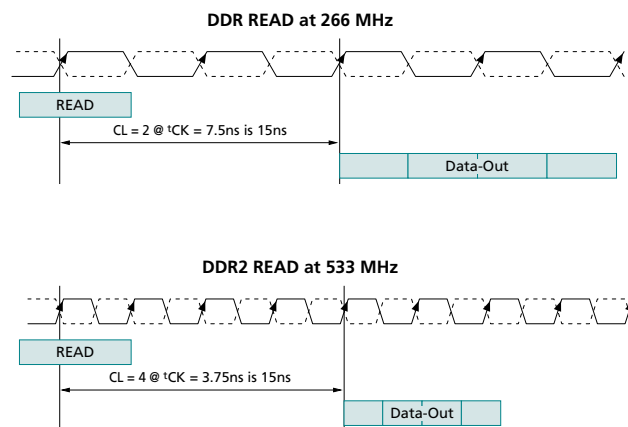 DDR READ at 266 MHz
READ
CL = 2 @ ᵗCK = 7.5ns is 15ns
Data-Out
DDR2 READ at 533 MHz
READ
CL = 4 @ ᵗCK = 3.75ns is 15ns
Data-Out